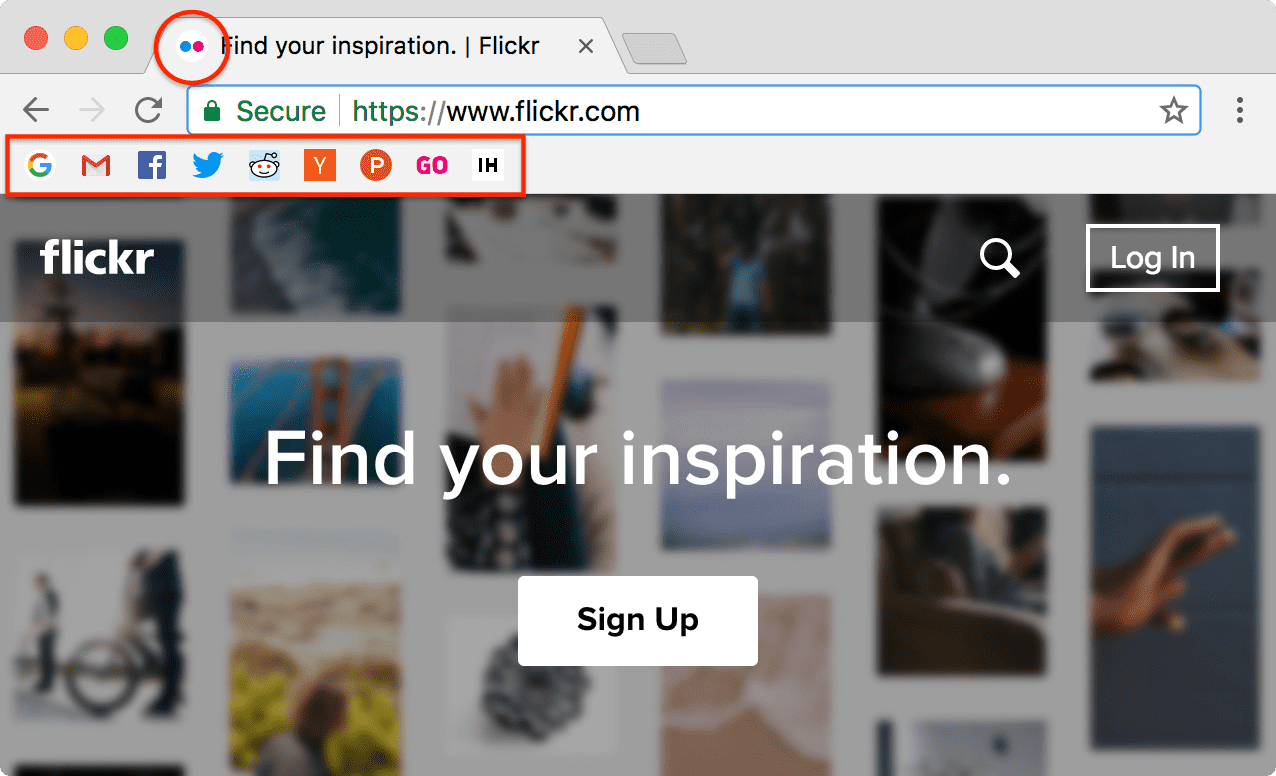 Find your inspiration. | Flickr
Secure https://www.flickr.com
G M f Y P GO IH
flickr
Log In
Find your inspiration.
Sign Up